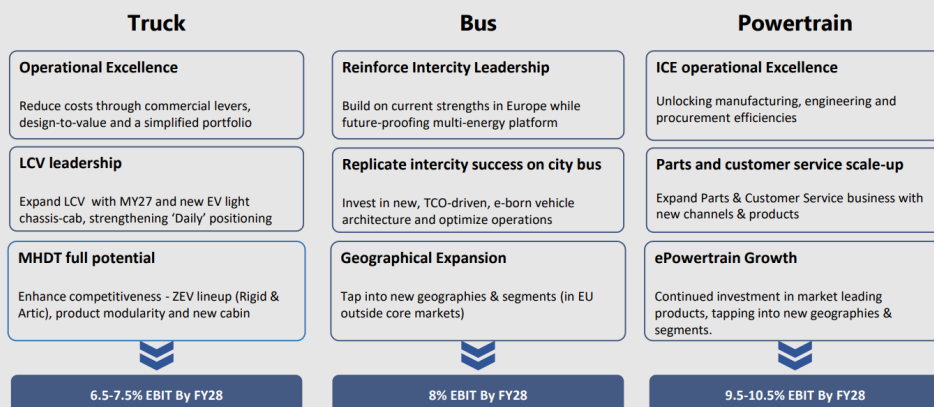 Truck
Operational Excellence
Reduce costs through commercial levers,
design-to-value and a simplified portfolio
LCV leadership
Expand LCV with MY27 and new EV light
chassis-cab, strengthening ‘Daily’ positioning
MHDT full potential
Enhance competitiveness - ZEV lineup (Rigid &
Artic), product modularity and new cabin
6.5-7.5% EBIT By FY28
Bus
Reinforce Intercity Leadership
Build on current strengths in Europe while
future-proofing multi-energy platform
Replicate intercity success on city bus
Invest in new, TCO-driven, e-born vehicle
architecture and optimize operations
Geographical Expansion
Tap into new geographies & segments (in EU
outside core markets)
8% EBIT By FY28
Powertrain
ICE operational Excellence
Unlocking manufacturing, engineering and
procurement efficiencies
Parts and customer service scale-up
Expand Parts & Customer Service business with
new channels & products
ePowertrain Growth
Continued investment in market leading
products, tapping into new geographies &
segments.
9.5-10.5% EBIT By FY28